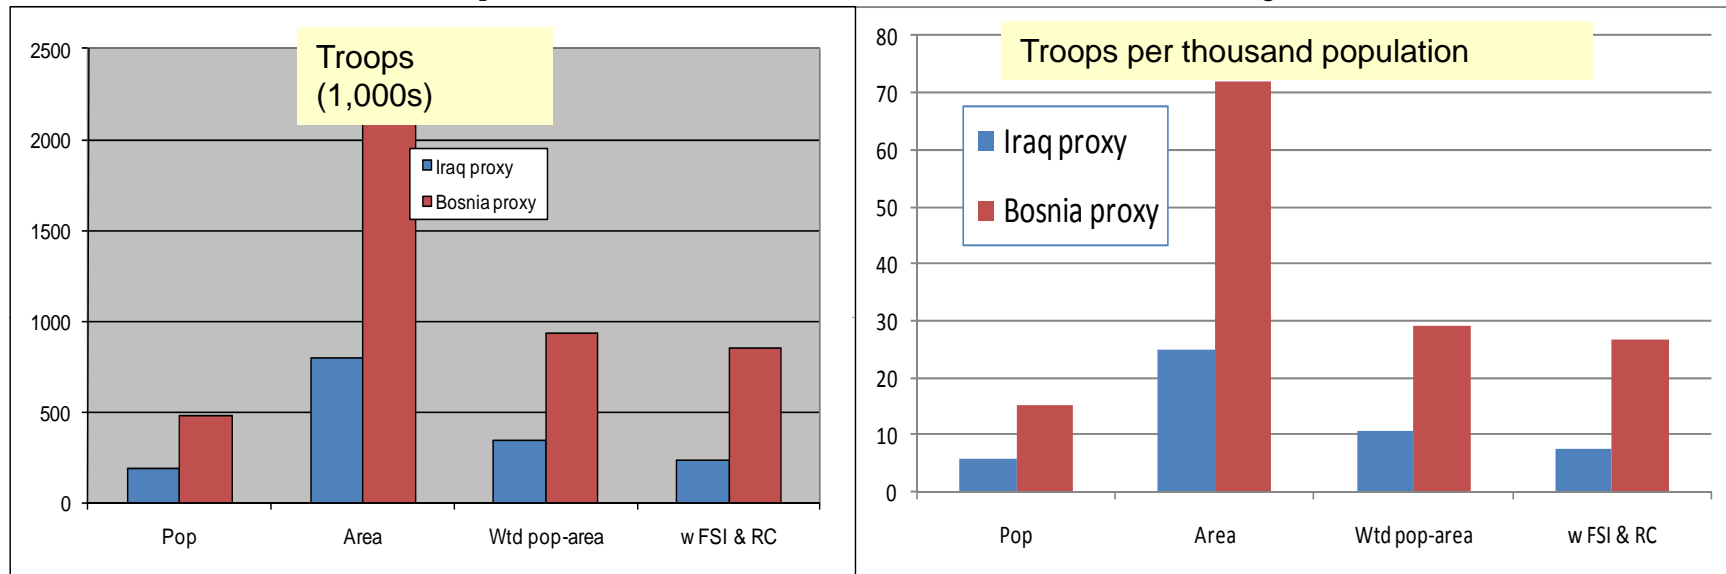 Troops
(1,000s)
2500
2000
1500
1000
500
0
Iraq proxy
Bosnia proxy
Pop
Area
Wtd pop-area
w FSI & RC
Troops per thousand population
80
70
60
50
40
30
20
10
0
Iraq proxy
Bosnia proxy
Pop
Area
Wtd pop-area
w FSI & RC